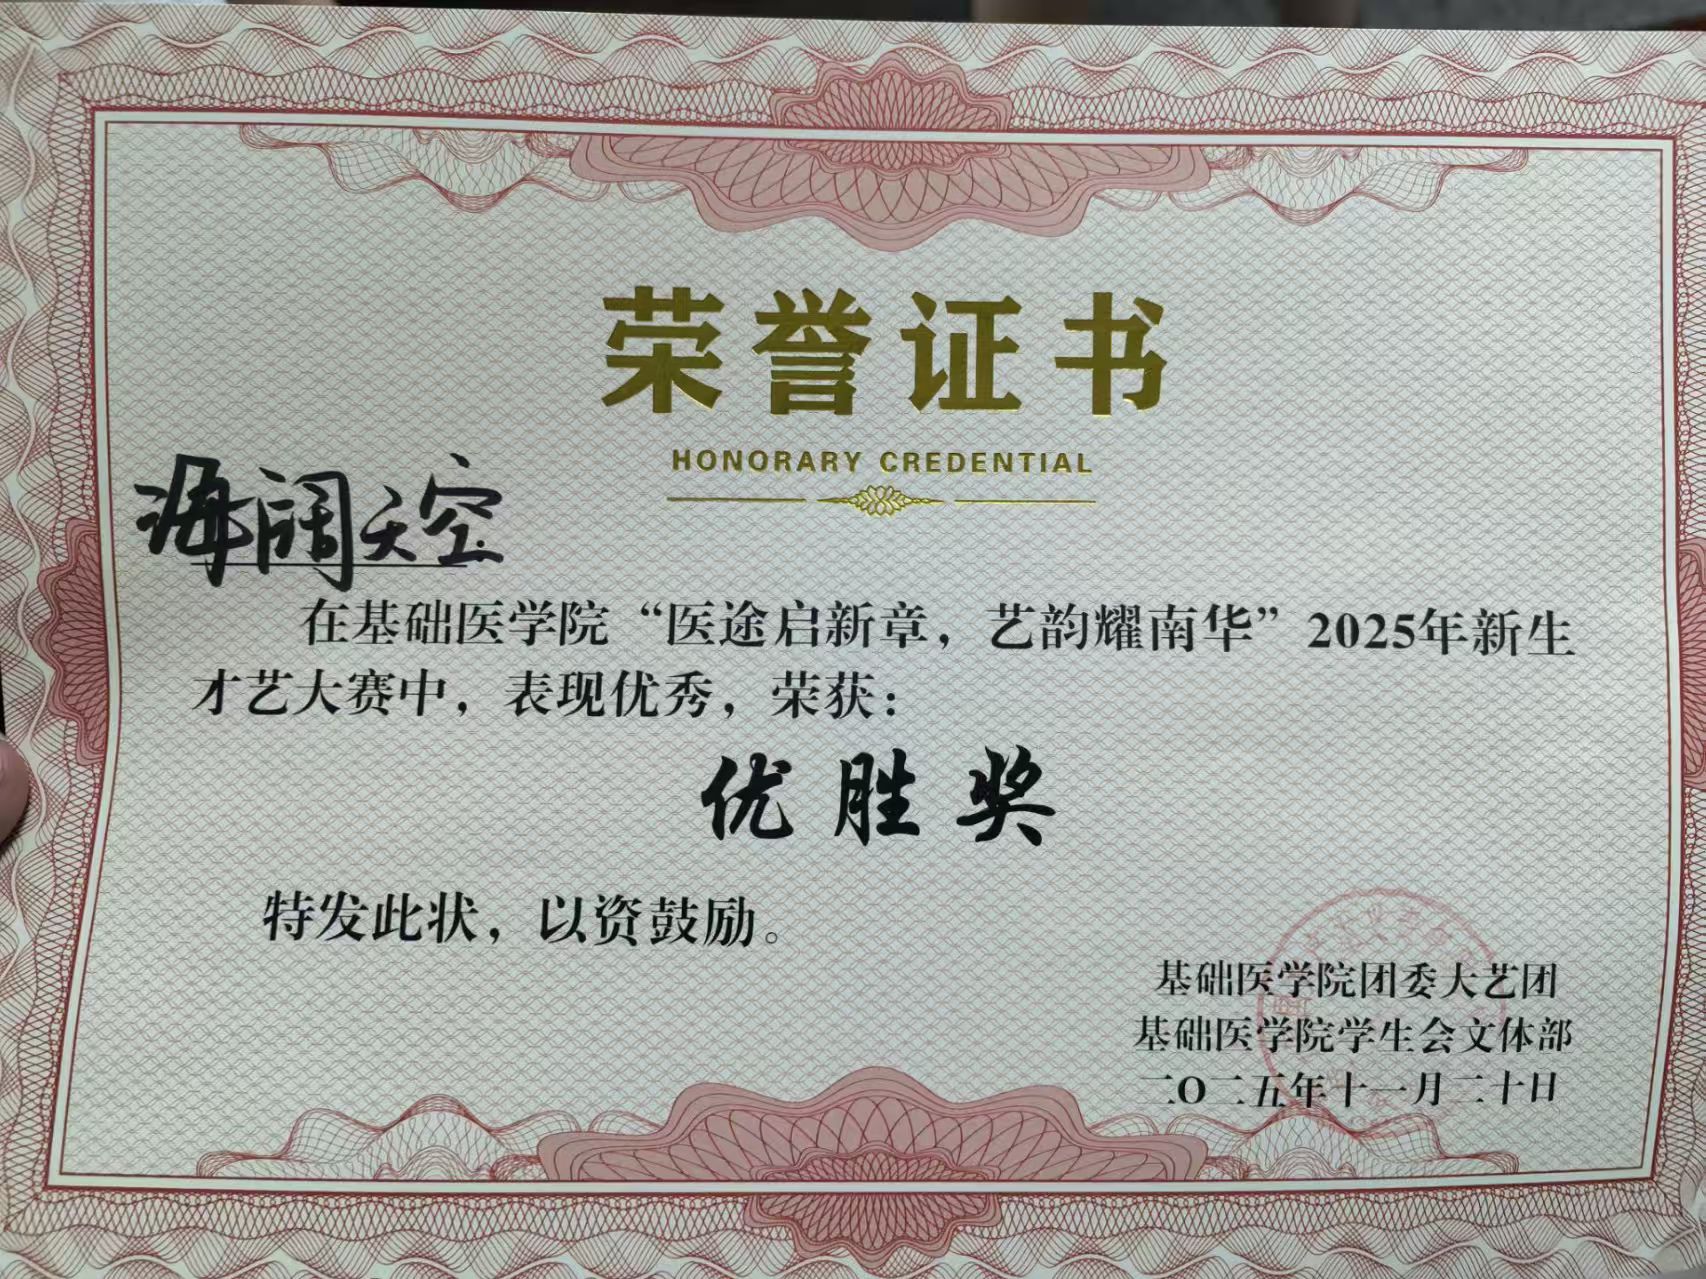 荣誉证书
HONORARY CREDENTIAL
海阔天空
在基础医学院“医途启新章，艺韵耀南华”2025年新生
才艺大赛中，表现优秀，荣获：
优胜奖
特发此状，以资鼓励。
基础医学院团委大艺团
基础医学院学生会文体部
二O二五年十一月二十日